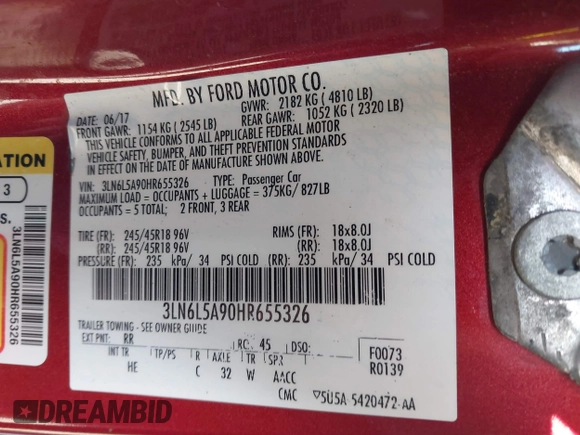 MFD. BY FORD MOTOR CO.
DATE: 06/17 GVWR: 2182 KG ( 4810 LB)
FRONT GAWR: 1154 KG ( 2545 LB) REAR GAWR: 1052 KG ( 2320 LB)
THIS VEHICLE CONFORMS TO ALL APPLICABLE FEDERAL MOTOR
VEHICLE SAFETY, BUMPER, AND THEFT PREVENTION STANDARDS
IN EFFECT ON THE DATE OF MANUFACTURE SHOWN ABOVE.
VIN: 3LN6L5A90HR655326 TYPE: Passenger Car
MAXIMUM LOAD = OCCUPANTS + LUGGAGE = 375KG/ 827LB
OCCUPANTS = 5 TOTAL; 2 FRONT, 3 REAR
TIRE (FR): 245/45R18 96V RIMS (FR): 18x8.0J
(RR): 245/45R18 96V (RR): 18x8.0J
PRESSURE (FR): 235 kPa/ 34 PSI COLD (RR): 235 kPa/ 34 PSI COLD
3LN6L5A90HR655326
TRAILER TOWING - SEE OWNER GUIDE
EXT PNT: RR RC: 45 DSO: F0073
INT TR TP/PS R AXLE TR SPR R0139
HE C 32 W AACC
CMC 5U5A 5420472-AA
ATION
3
S.
3LN6L5A90HR655326
DREAMBID